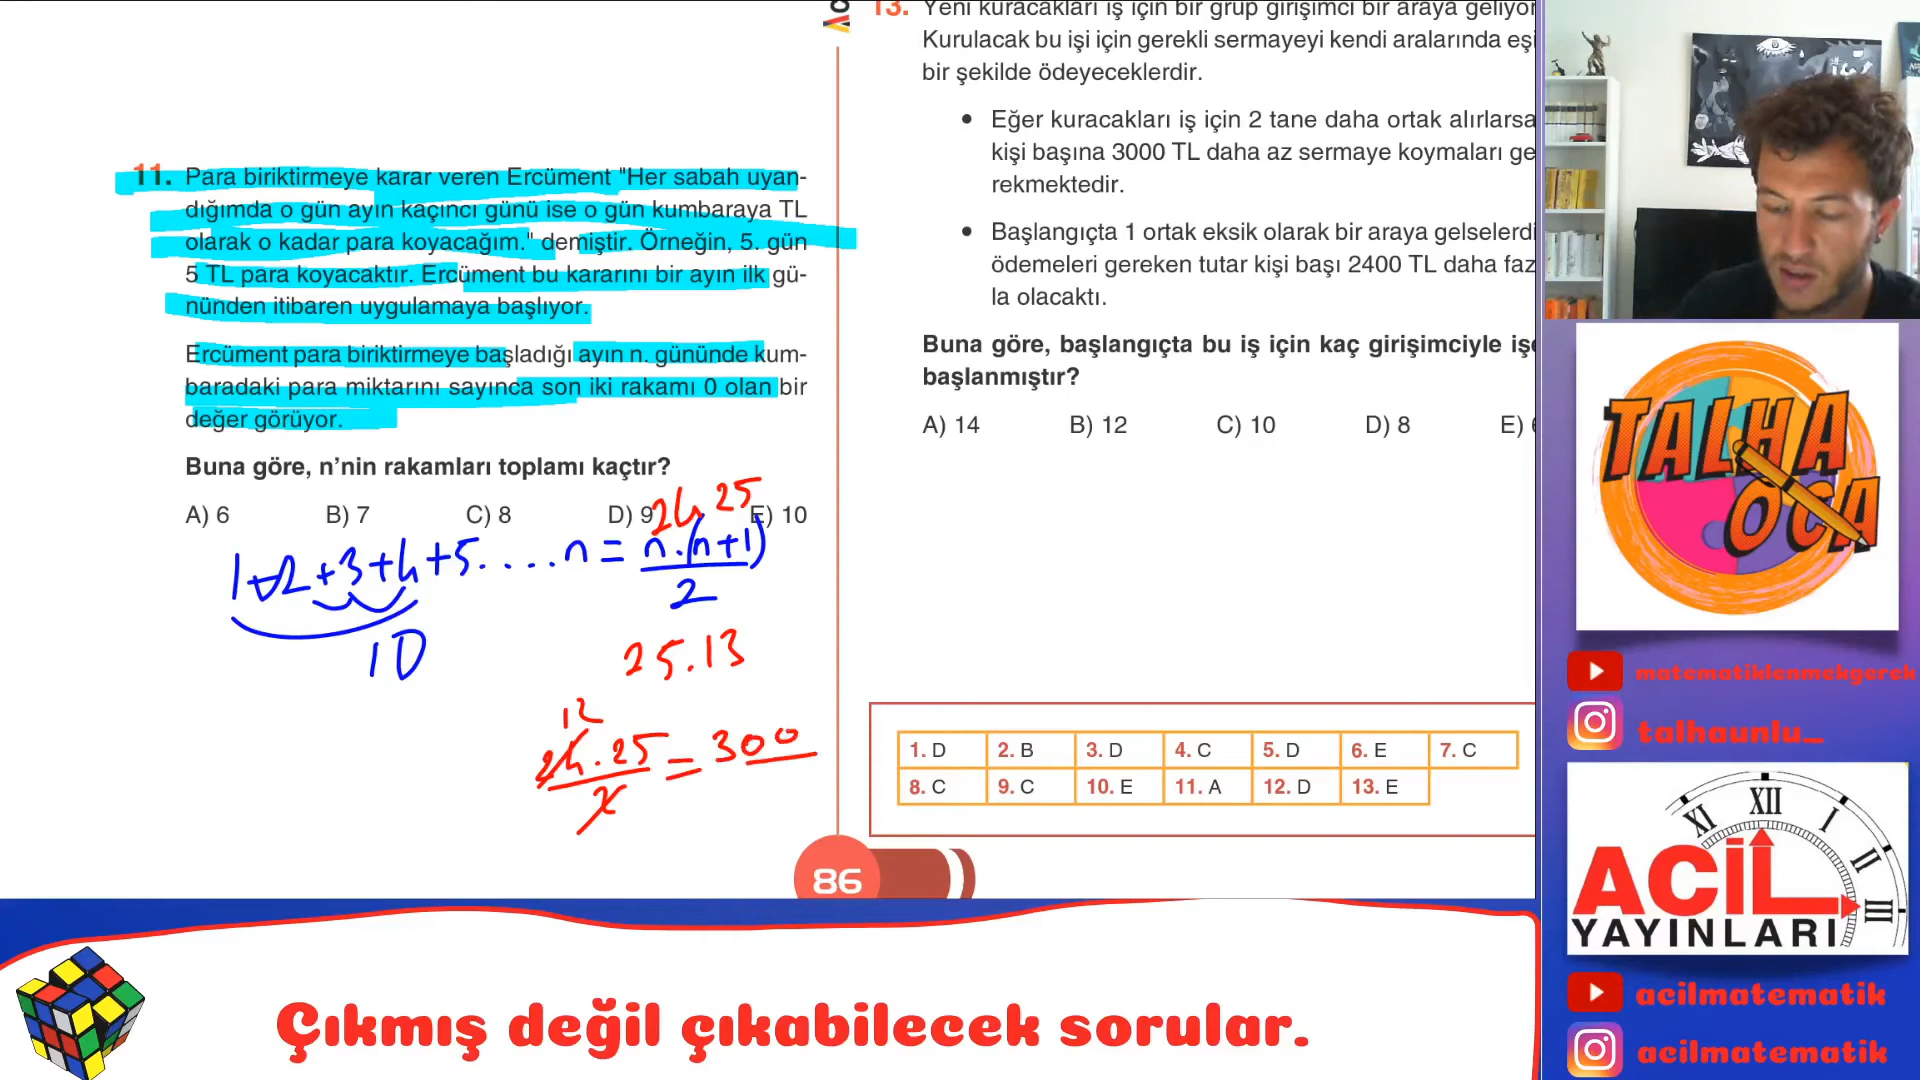 11. Para biriktirmeye karar veren Ercüment "Her sabah uyan-
dığımda o gün ayın kaçıncı günü ise o gün kumbaraya TL
olarak o kadar para koyacağım." demiştir. Örneğin, 5. gün
5 TL para koyacaktır. Ercüment bu kararını bir ayın ilk gü-
nünden itibaren uygulamaya başlıyor.
Ercüment para biriktirmeye başladığı ayın n. gününde kum-
baradaki para miktarını sayınca son iki rakamı 0 olan bir
değer görüyor.
Buna göre, n'nin rakamları toplamı kaçtır?
A) 6 B) 7 C) 8 D) 9 E) 10
24 25
1+2+3+4+5....n = n.(n+1)
2
10
25.13
12
24.25 = 300
2
13. Yeni kuracakları iş için bir grup girişimci bir araya geliyor
Kurulacak bu işi için gerekli sermayeyi kendi aralarında eşi
bir şekilde ödeyeceklerdir.
• Eğer kuracakları iş için 2 tane daha ortak alırlarsa
kişi başına 3000 TL daha az sermaye koymaları ge
rekmektedir.
• Başlangıçta 1 ortak eksik olarak bir araya gelselerdi
ödemeleri gereken tutar kişi başı 2400 TL daha faz
la olacaktı.
Buna göre, başlangıçta bu iş için kaç girişimciyle işe
başlanmıştır?
A) 14 B) 12 C) 10 D) 8 E)
1. D 2. B 3. D 4. C 5. D 6. E 7. C
8. C 9. C 10. E 11. A 12. D 13. E
86
Çıkmış değil çıkabilecek sorular.
TALHA
OCA
matematiklenmekgerek
talhaunlu_
XI XII I II III
ACİL
YAYINLARI
acilmatematik
acilmatematik